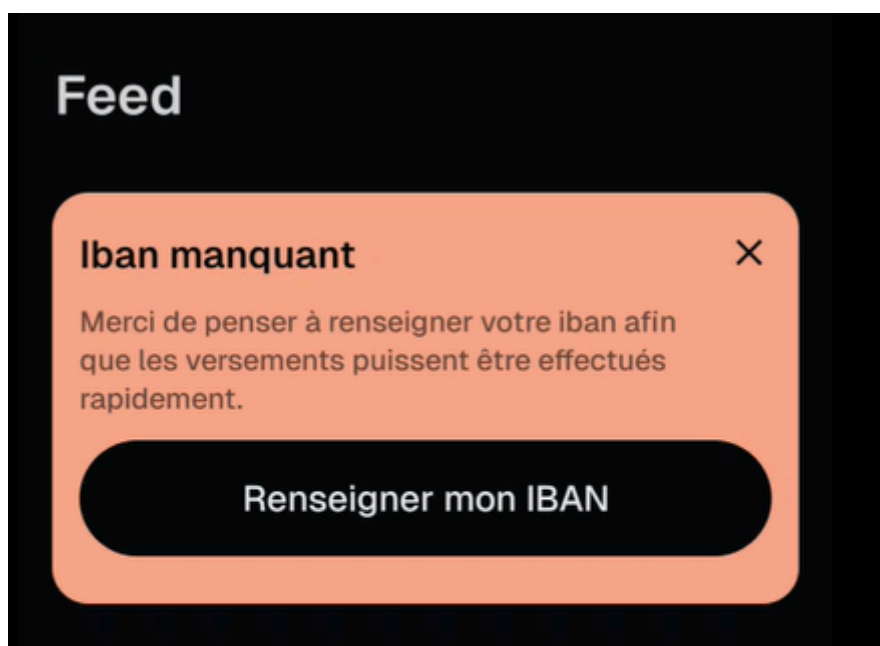 Feed
Iban manquant
Merci de penser à renseigner votre iban afin
que les versements puissent être effectués
rapidement.
Renseigner mon IBAN